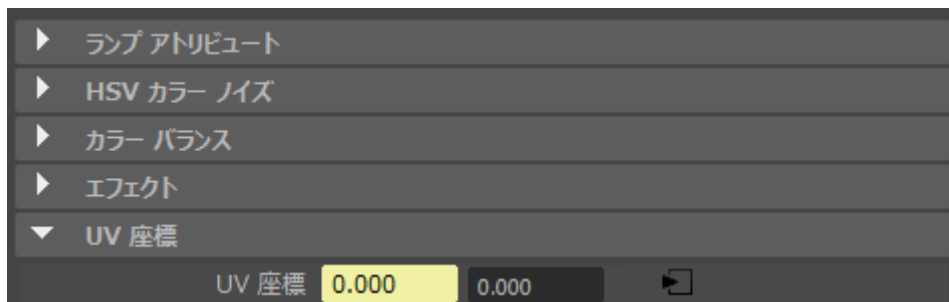 ランプ アトリビュート
HSV カラー ノイズ
カラー バランス
エフェクト
UV 座標
UV 座標 0.000 0.000